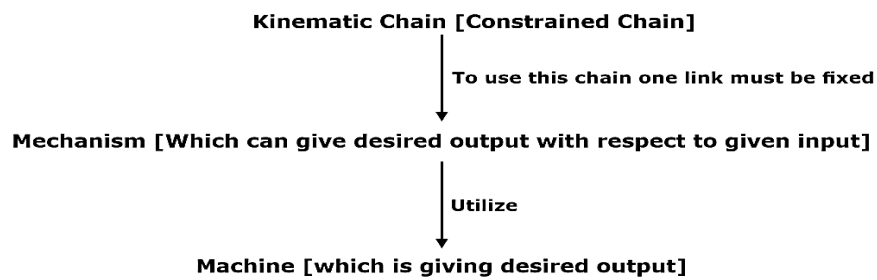 Kinematic Chain [Constrained Chain]
To use this chain one link must be fixed
Mechanism [Which can give desired output with respect to given input]
Utilize
Machine [which is giving desired output]